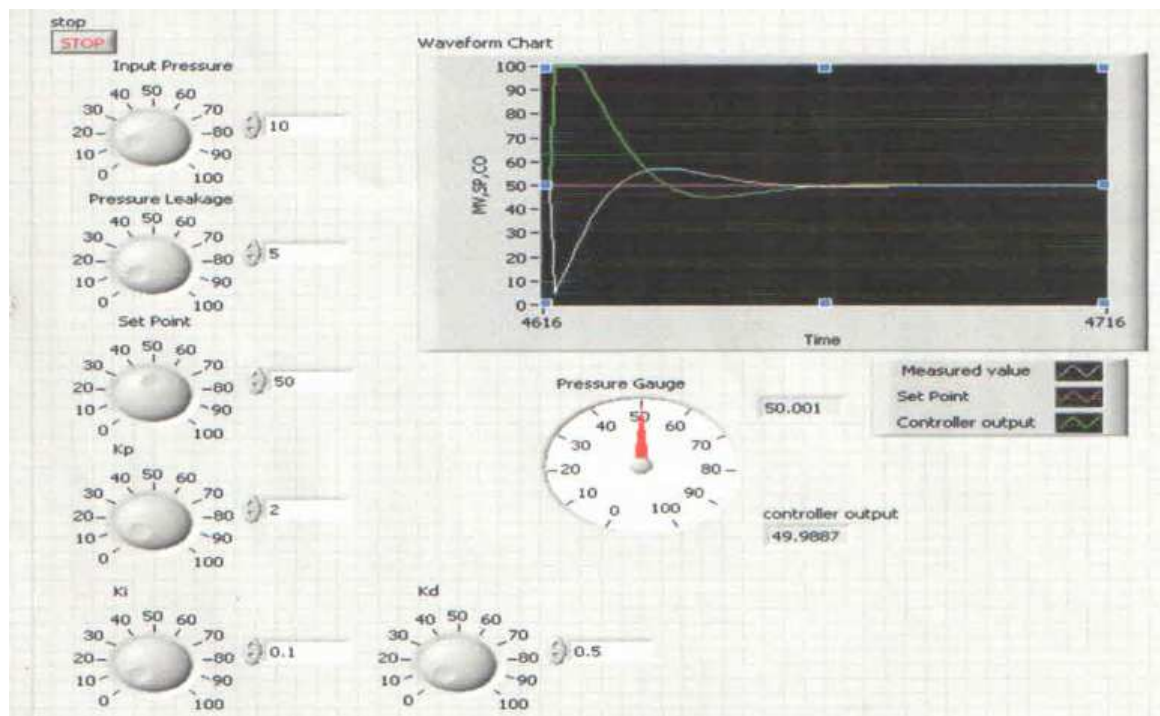 stop
STOP
Input Pressure
0 10 20 30 40 50 60 70 80 90 100
10
Pressure Leakage
0 10 20 30 40 50 60 70 80 90 100
5
Set Point
0 10 20 30 40 50 60 70 80 90 100
50
Kp
0 10 20 30 40 50 60 70 80 90 100
2
Ki
0 10 20 30 40 50 60 70 80 90 100
0.1
Kd
0 10 20 30 40 50 60 70 80 90 100
0.5
Waveform Chart
MV,SP,CO
100
90
80
70
60
50
40
30
20
10
0
4616 4716
Time
Measured value
Set Point
Controller output
Pressure Gauge
0 10 20 30 40 50 60 70 80 90 100
50.001
controller output
49.9887